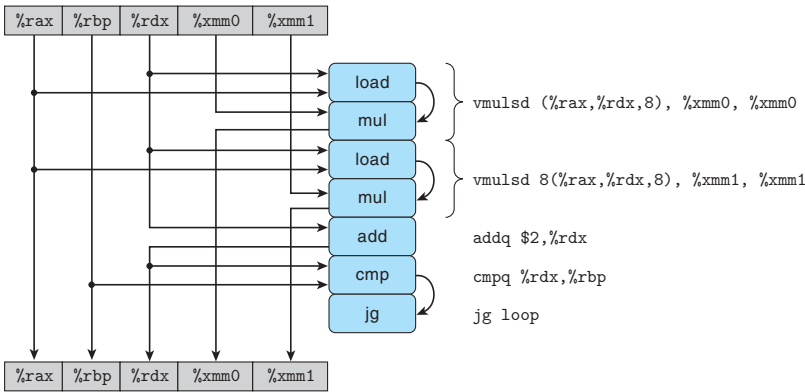 %rax %rbp %rdx %xmm0 %xmm1
load
vmulsd (%rax,%rdx,8), %xmm0, %xmm0
mul
load
vmulsd 8(%rax,%rdx,8), %xmm1, %xmm1
mul
add addq $2,%rdx
cmp cmpq %rdx,%rbp
jg jg loop
%rax %rbp %rdx %xmm0 %xmm1